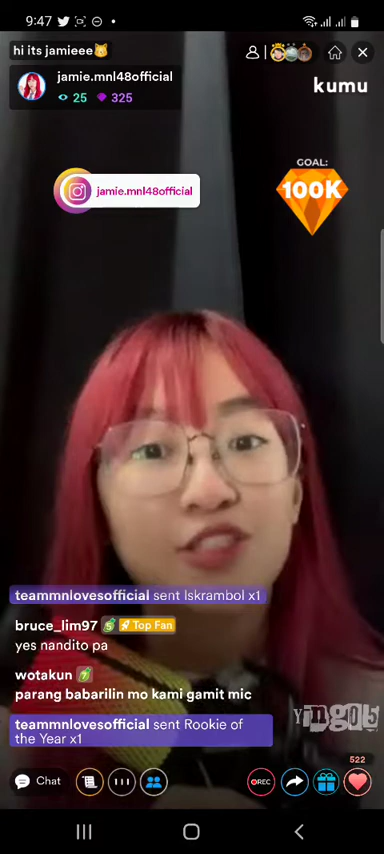 9:47
hi its jamieee
jamie.mnl48official
25 325
kumu
jamie.mnl48official
GOAL:
100K
teammnlovesofficial sent Iskrambol x1
bruce_lim97 5 Top Fan
yes nandito pa
wotakun
parang babarilin mo kami gamit mic
teammnlovesofficial sent Rookie of
the Year x1
Yng05
522
Chat
REC